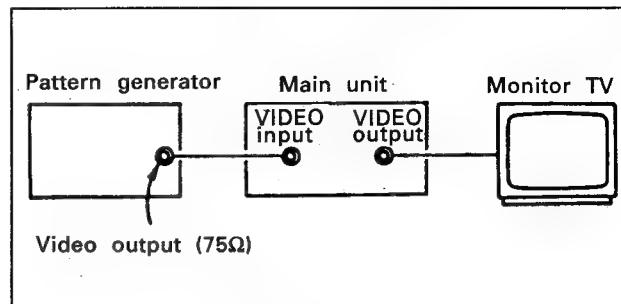 Pattern generator
Main unit
Monitor TV
VIDEO input
VIDEO output
Video output (75Ω)